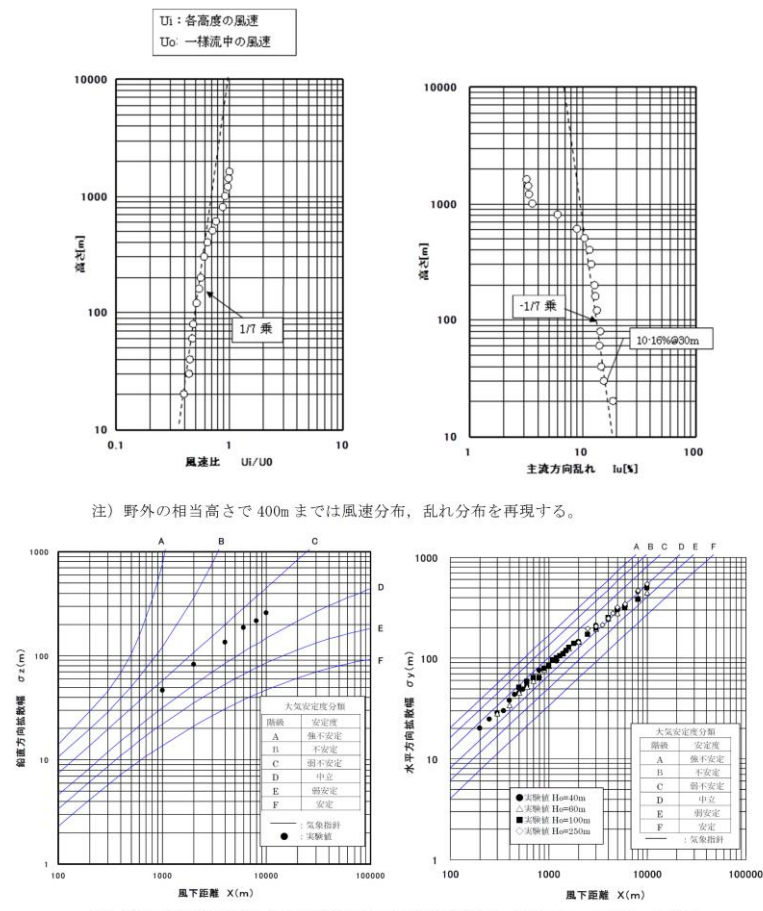 Ui：各高度の風速
Uo: 一様流中の風速
10000
1000
100
10
高さ[m]
1/7 乗
0.1
1
10
風速比 Ui/U0
10000
1000
100
10
高さ[m]
-1/7 乗
10-16%@30m
1
10
100
主流方向乱れ Iu[%]
注）野外の相当高さで 400m までは風速分布，乱れ分布を再現する。
A
B
C
D
E
F
1000
100
10
1
鉛直方向拡散幅 σz(m)
大気安定度分類
階級 安定度
A 強不安定
B 不安定
C 弱不安定
D 中立
E 弱安定
F 安定
：気象指針
：実験値
100
1000
10000
100000
風下距離 X(m)
A B C D E F
1000
100
10
1
水平方向拡散幅 σy(m)
実験値 Ho=40m
実験値 Ho=60m
実験値 Ho=100m
実験値 Ho=250m
大気安定度分類
階級 安定度
A 強不安定
B 不安定
C 弱不安定
D 中立
E 弱安定
F 安定
：気象指針
100
1000
10000
100000
風下距離 X(m)